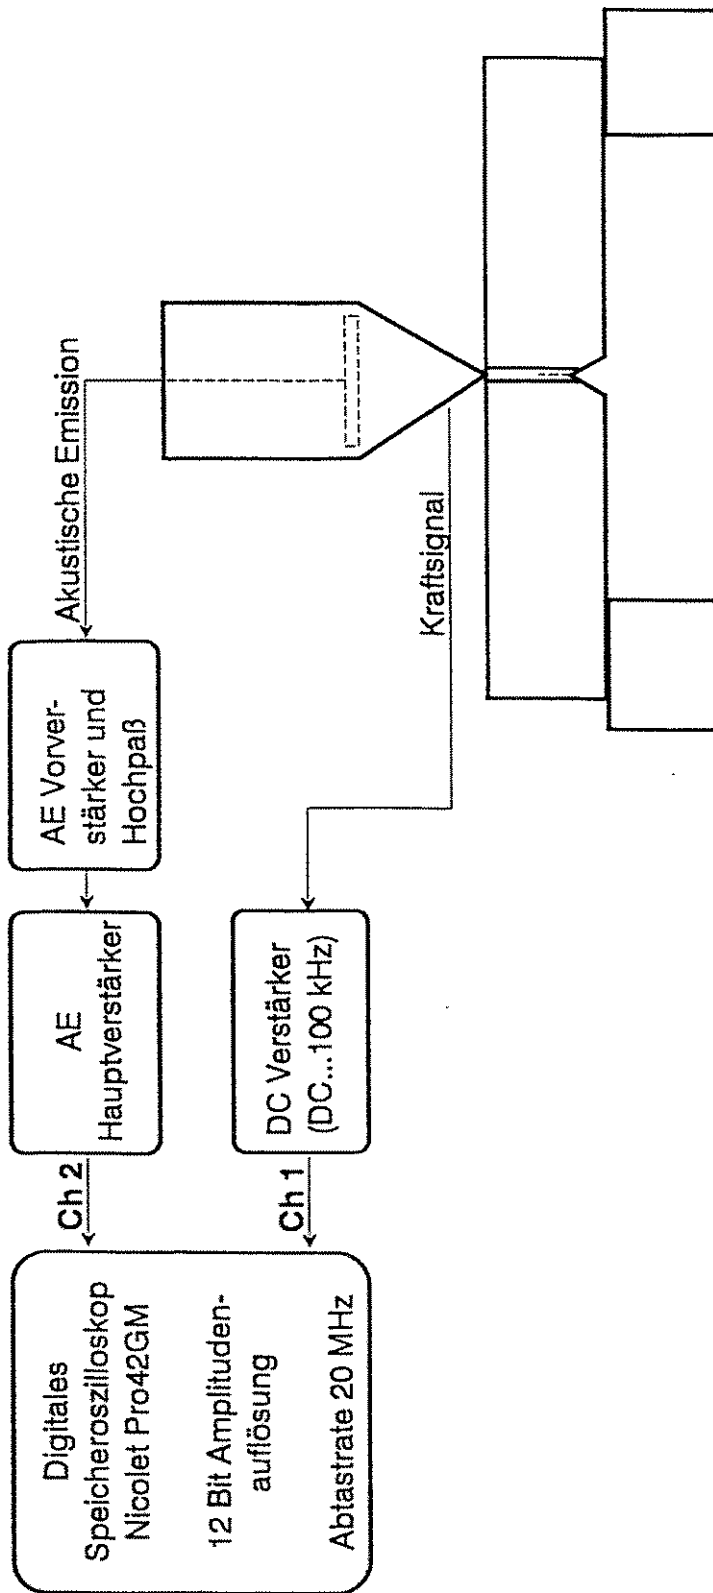 Digitales
Speicheroszilloskop
Nicolet Pro42GM
12 Bit Amplituden-
auflösung
Abtastrate 20 MHz
Ch 2
Ch 1
AE
Hauptverstärker
DC Verstärker
(DC...100 kHz)
AE Vorver-
stärker und
Hochpaß
Akustische Emission
Kraftsignal